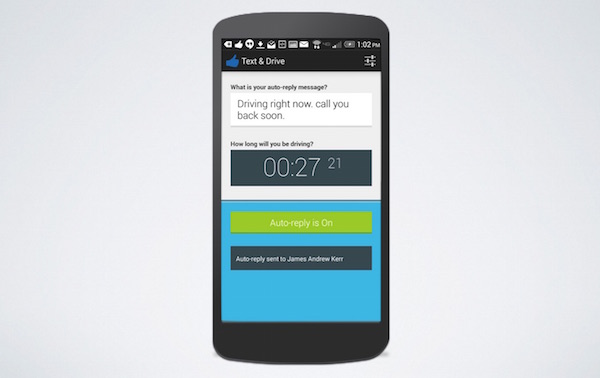 1:02 PM
Text & Drive
What is your auto-reply message?
Driving right now. call you
back soon.
How long will you be driving?
00:27 21
Auto-reply is On
Auto-reply sent to James Andrew Kerr